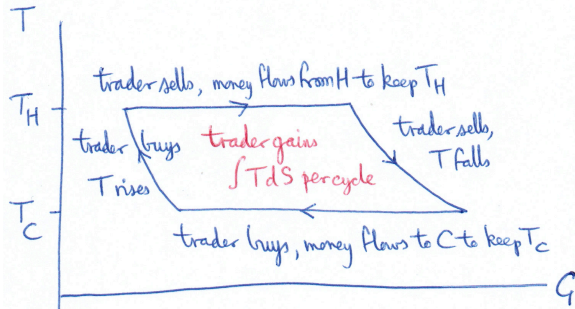 T
trader sells, money flows from H to keep T_H
T_H
trader buys
T rises
trader gains
∫TdS per cycle
trader sells,
T falls
T_C
trader buys, money flows to C to keep T_C
G